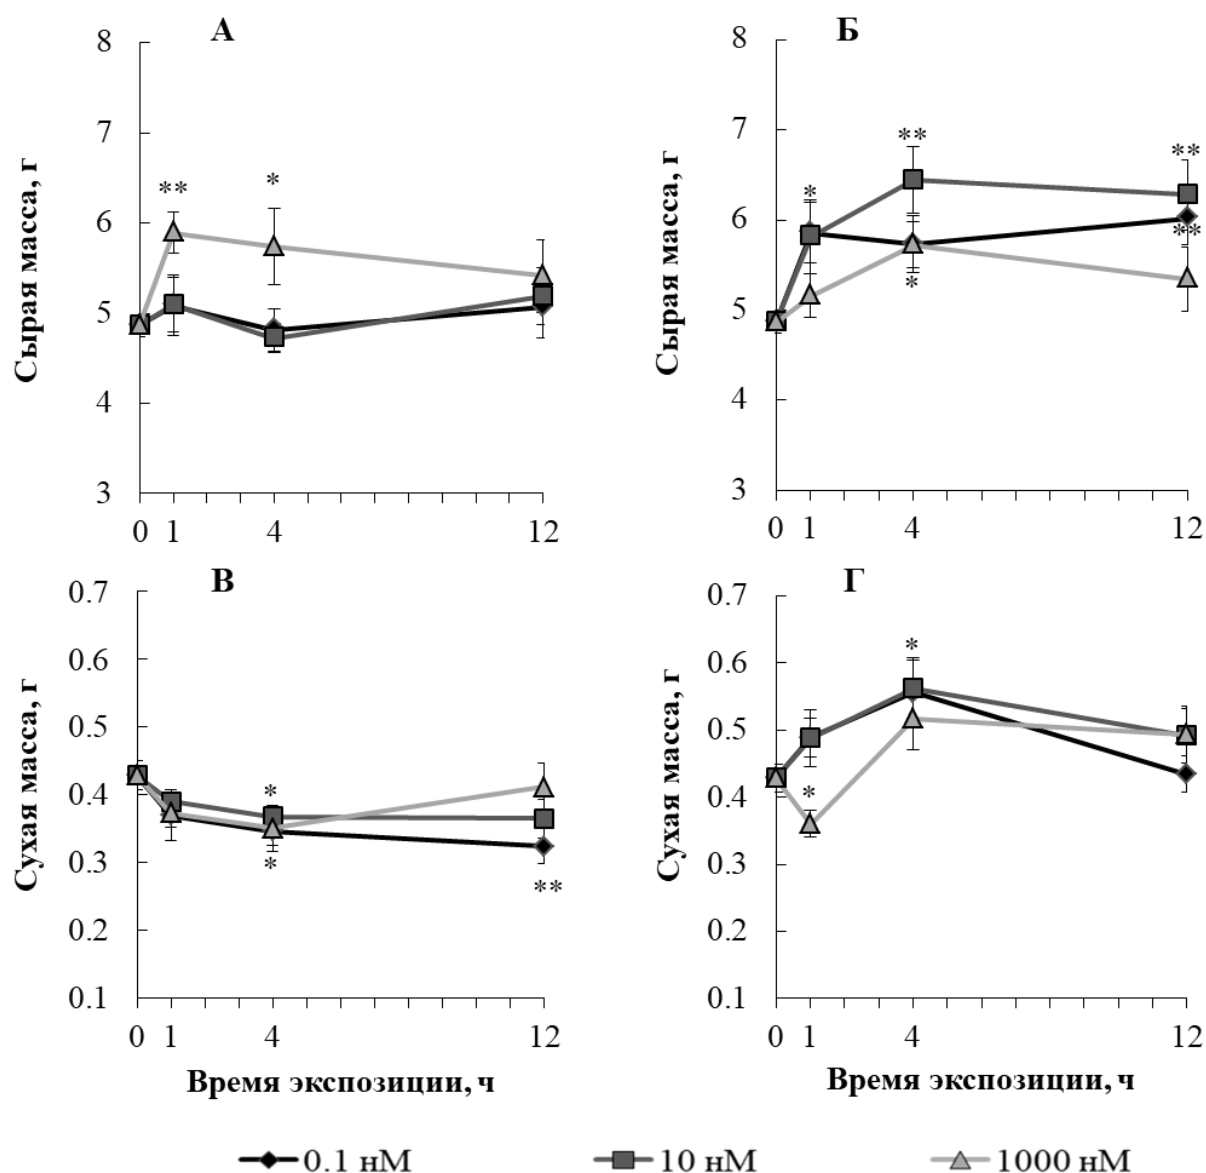 А
Сырая масса, г
8
7
6
5
4
3
** *
0 1 4 12
Б
Сырая масса, г
8
7
6
5
4
3
* ** **
* **
0 1 4 12
В
Сухая масса, г
0.7
0.6
0.5
0.4
0.3
0.2
0.1
*
* **
0 1 4 12
Время экспозиции, ч
Г
Сухая масса, г
0.7
0.6
0.5
0.4
0.3
0.2
0.1
* *
0 1 4 12
Время экспозиции, ч
0.1 нМ 10 нМ 1000 нМ